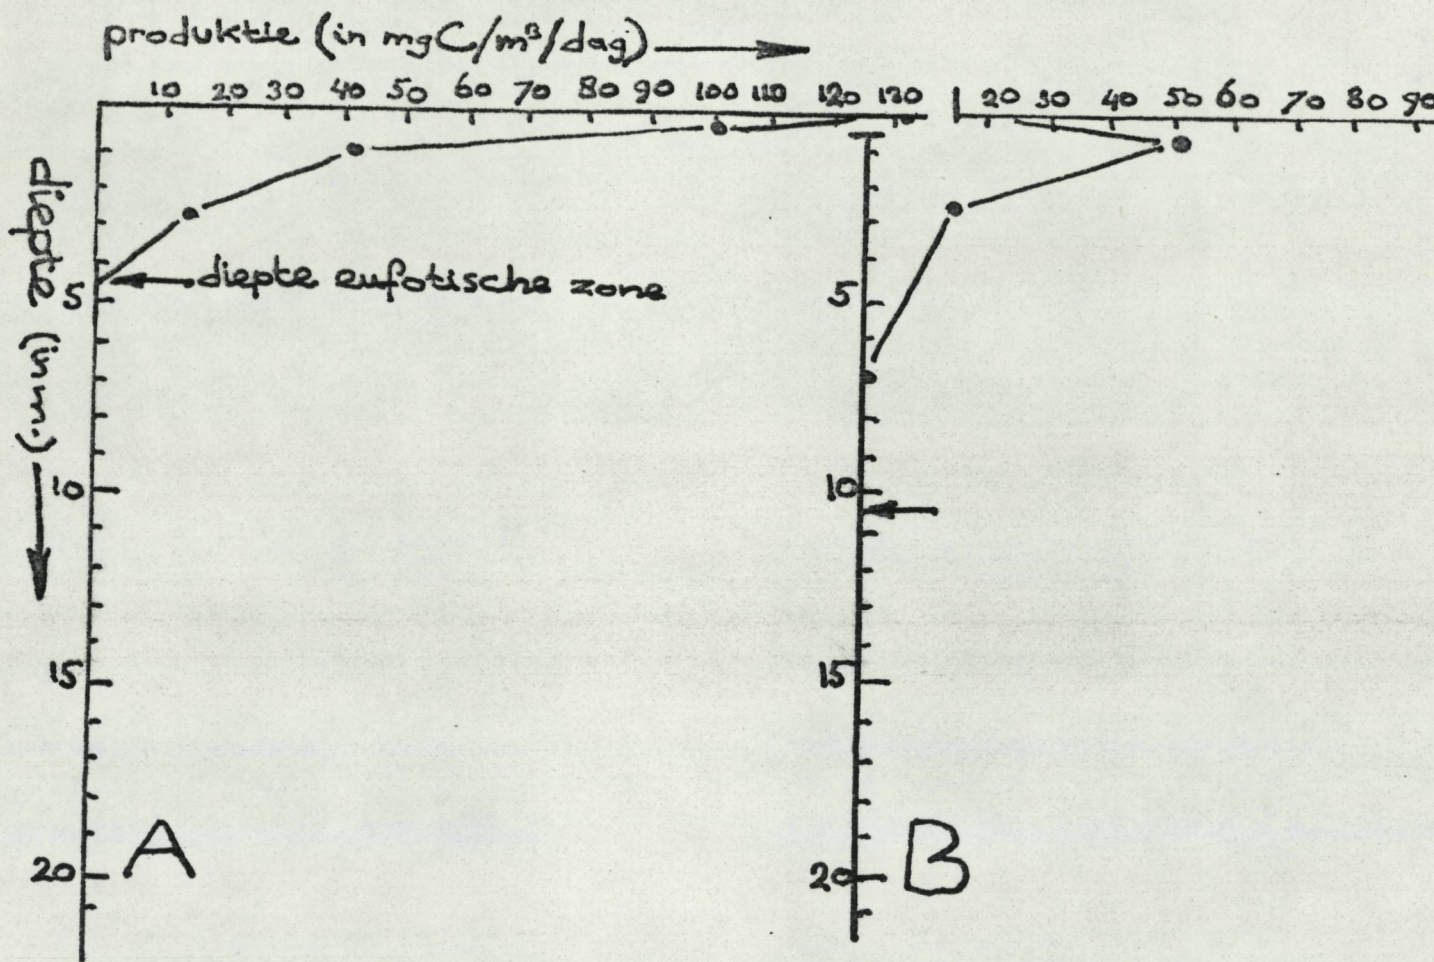 produktie (in mgC/m³/dag)
10 20 30 40 50 60 70 80 90 100 110 120 130
20 30 40 50 60 70 80 90
diepte (in m.)
diepte eufotische zone
5
10
15
20
A
5
10
15
20
B